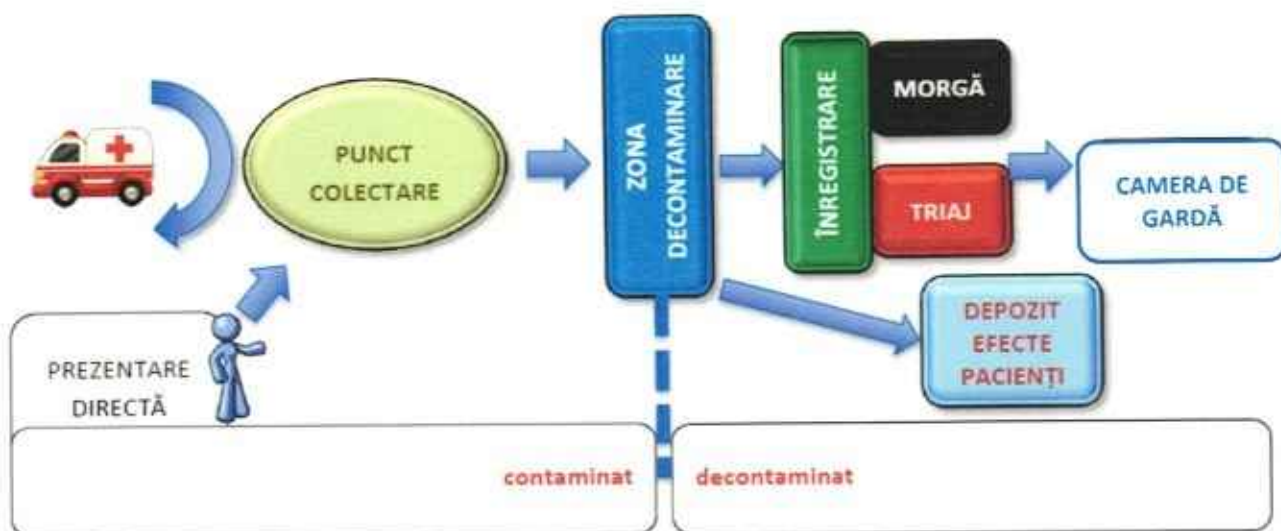 PUNCT
COLECTARE
ZONA
DECONTAMINARE
ÎNREGISTRARE
MORGĂ
TRIAJ
CAMERA DE
GARDĂ
DEPOZIT
EFECTE
PACIENȚI
PREZENTARE
DIRECTĂ
contaminat
decontaminat